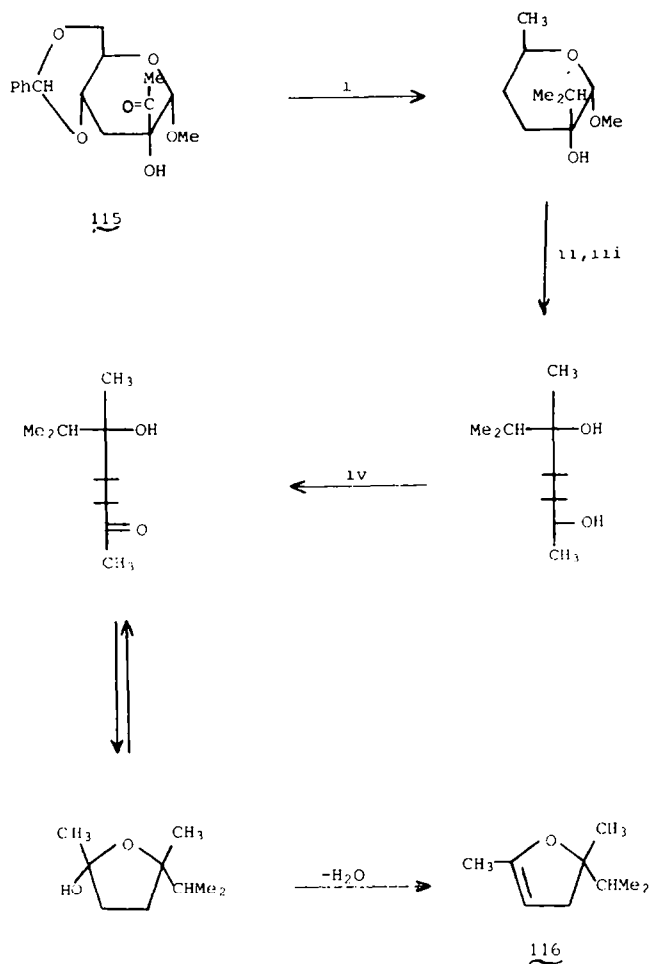 CH3
O
O
PhCH
O
Me
O=C
OMe
OH
115
i
CH3
O
Me2CH
OMe
OH
ii,iii
CH3
Me2CH
OH
O
CH3
iv
CH3
Me2CH
OH
OH
CH3
CH3
O
CH3
HO
CHMe2
-H2O
CH3
O
CH3
CHMe2
116